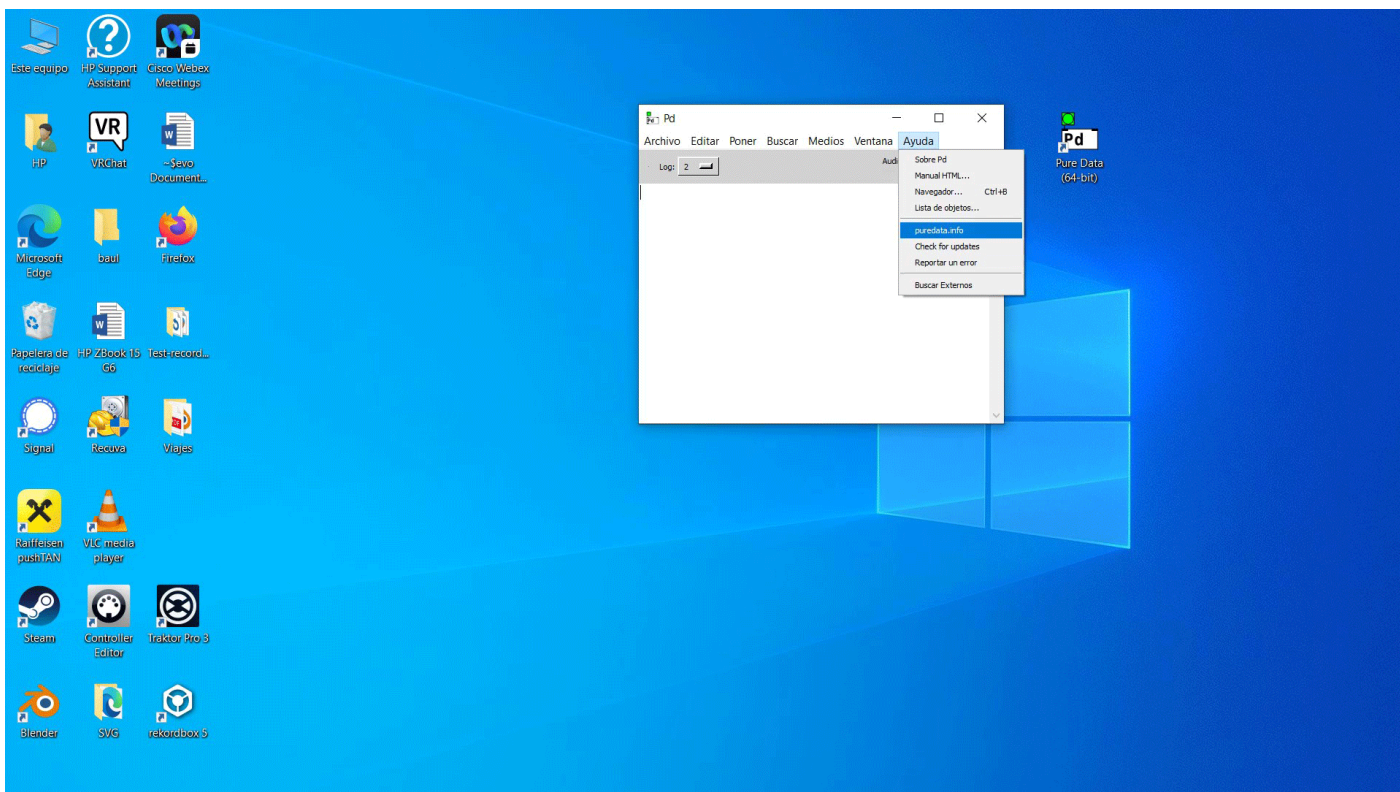 Este equipo
HP Support
Assistant
Cisco Webex
Meetings
HP
VR
VRChat
~$evo
Document...
Microsoft
Edge
baul
Firefox
Papelera de
reciclaje
HP ZBook 15
G6
Test-record...
Signal
Recuva
Viajes
Raiffeisen
pushTAN
VLC media
player
Steam
Controller
Editor
Traktor Pro 3
Blender
SVG
rekordbox 5
Pd
Archivo Editar Poner Buscar Medios Ventana Ayuda
Log: 2
Audi
Sobre Pd
Manual HTML...
Navegador... Ctrl+B
Lista de objetos...
puredata.info
Check for updates
Reportar un error
Buscar Externos
Pd
Pure Data
(64-bit)